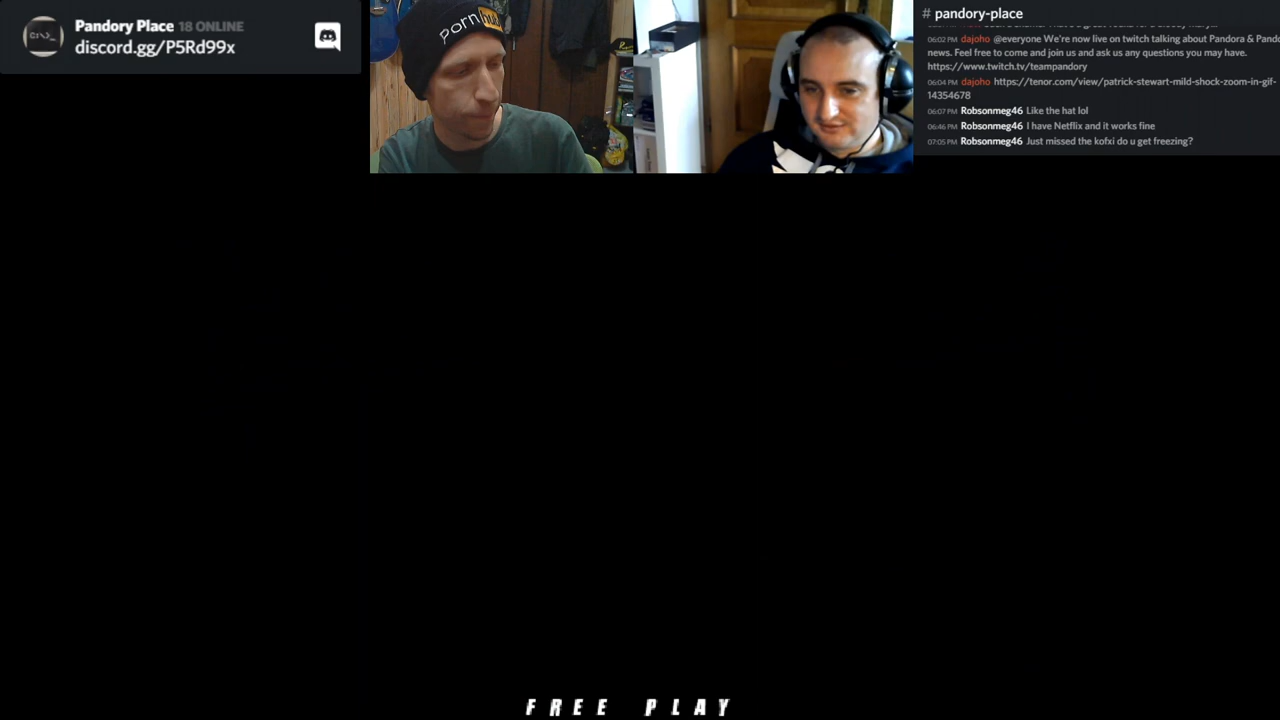 Pandory Place 18 ONLINE
discord.gg/P5Rd99x
Porn hub
# pandory-place
06:02 PM dajoho @everyone We're now live on twitch talking about Pandora &
news. Feel free to come and join us and ask us any questions you may have.
https://www.twitch.tv/teampandory
06:04 PM dajoho https://tenor.com/view/patrick-stewart-mild-shock-zoom-in-gif-
14354678
06:07 PM Robsonmeg46 Like the hat lol
06:46 PM Robsonmeg46 I have Netflix and it works fine
07:05 PM Robsonmeg46 Just missed the kofxi do u get freezing?
FREE PLAY